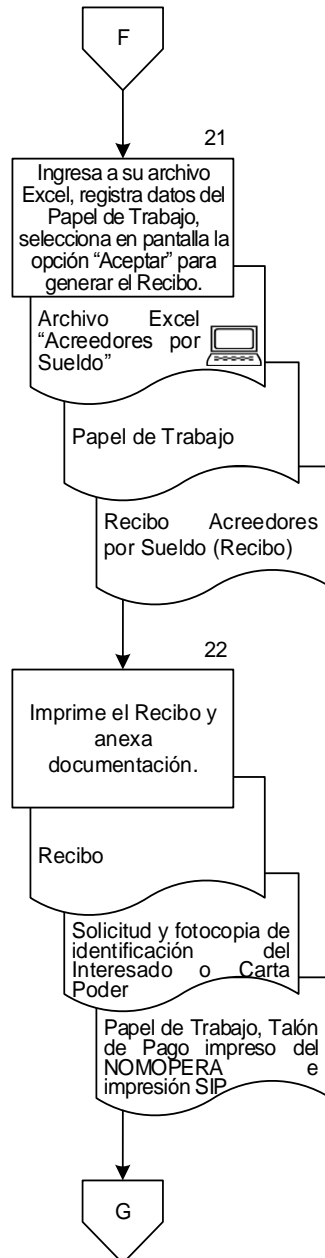 F
21
Ingresa a su archivo
Excel, registra datos del
Papel de Trabajo,
selecciona en pantalla la
opción “Aceptar” para
generar el Recibo.
Archivo Excel
“Acreedores por
Sueldo”
Papel de Trabajo
Recibo Acreedores
por Sueldo (Recibo)
22
Imprime el Recibo y
anexa
documentación.
Recibo
Solicitud y fotocopia de
identificación del
Interesado o Carta
Poder
Papel de Trabajo, Talón
de Pago impreso del
NOMOPERA e
impresión SIP
G